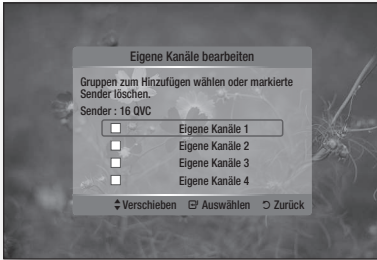 Eigene Kanäle bearbeiten
Gruppen zum Hinzufügen wählen oder markierte
Sender löschen.
Sender : 16 QVC
Eigene Kanäle 1
Eigene Kanäle 2
Eigene Kanäle 3
Eigene Kanäle 4
Verschieben Auswählen Zurück